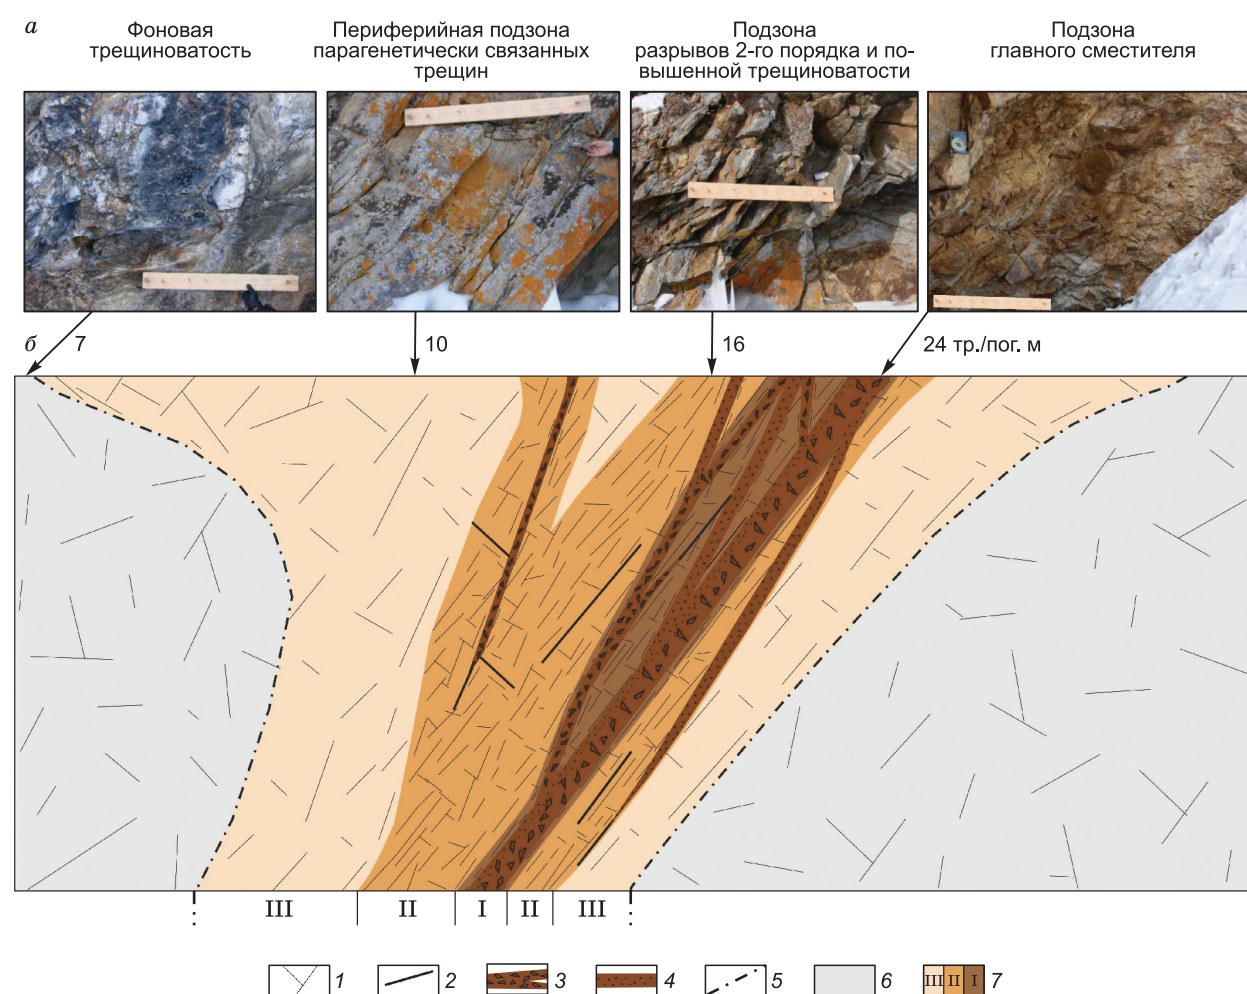 а
Фоновая
трещиноватость
Периферийная подзона
парагенетически связанных
трещин
Подзона
разрывов 2-го порядка и по-
вышенной трещиноватости
Подзона
главного сместителя
б
7
10
16
24 тр./пог. м
III
II
I
II
III
1
2
3
4
5
6
III II I 7